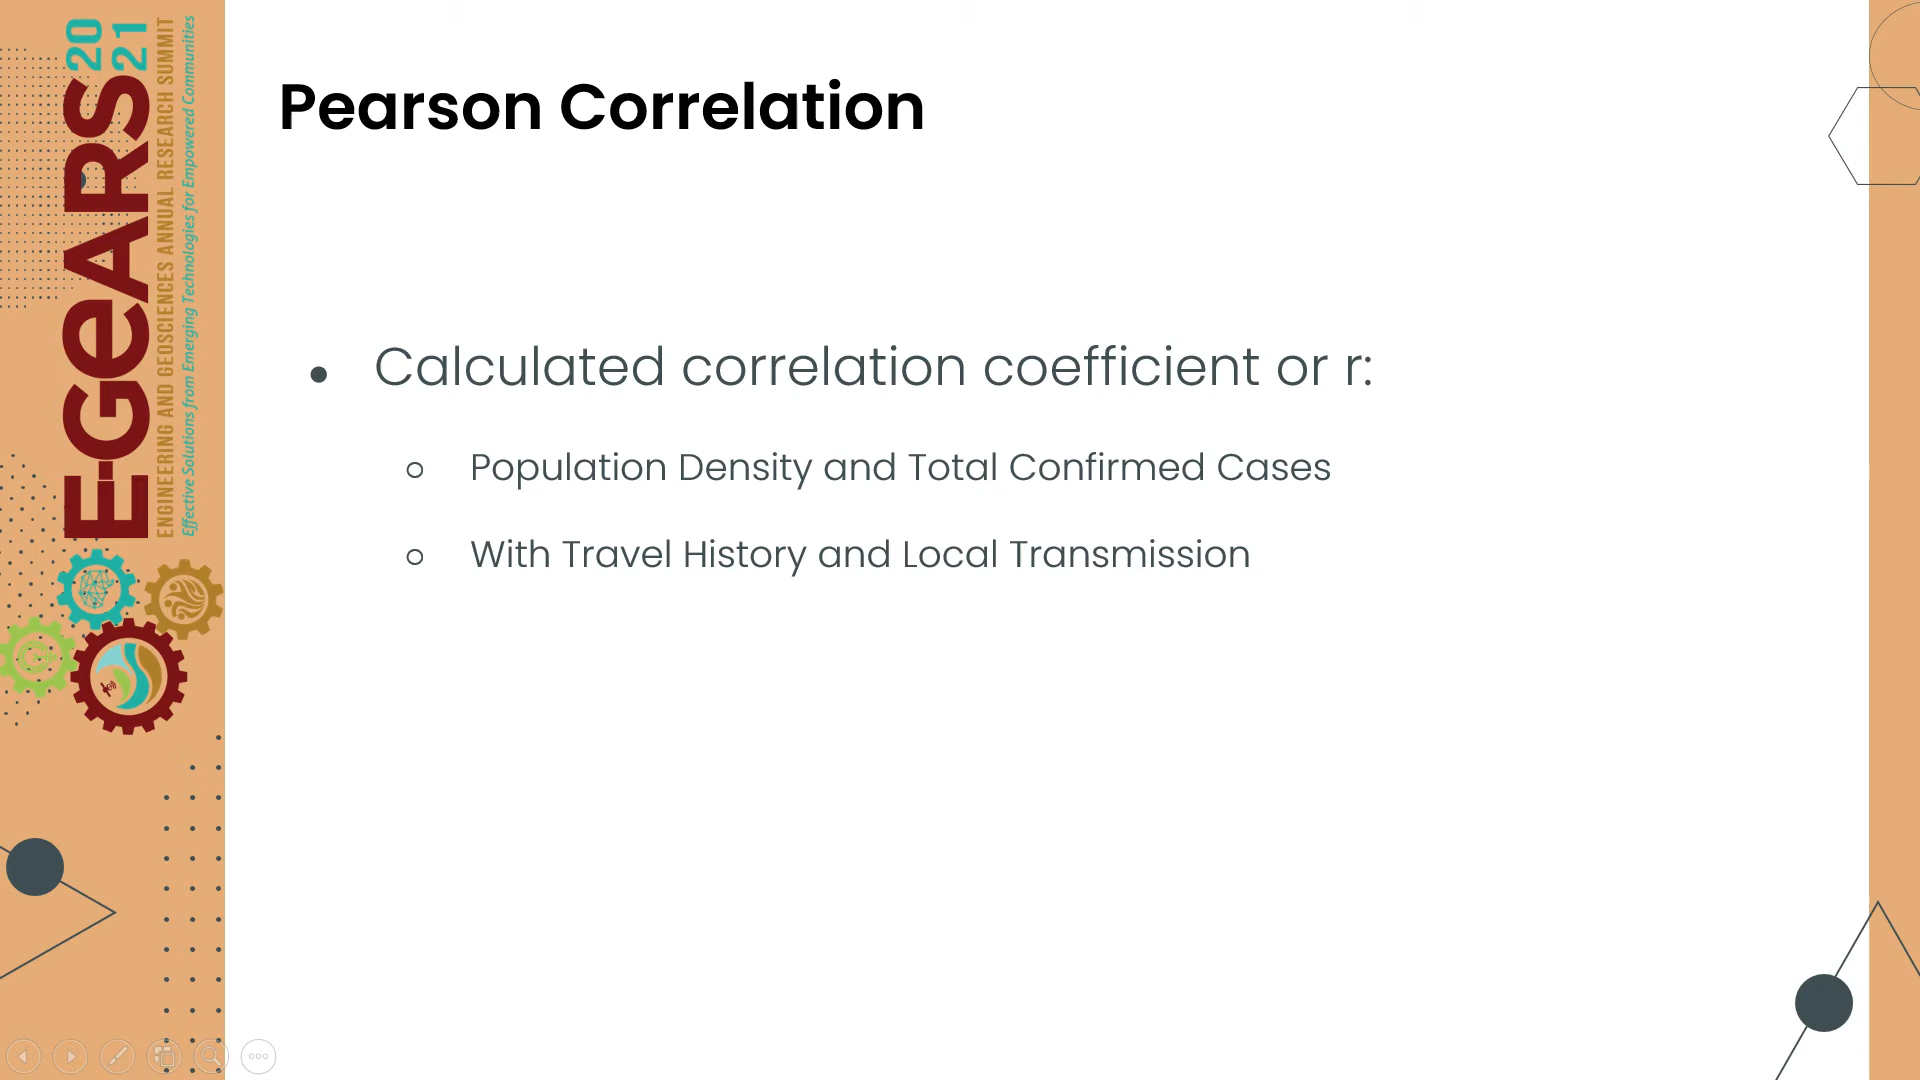 E-GeARS
20
21
ENGINEERING AND GEOSCIENCES ANNUAL RESEARCH SUMMIT
Effective Solutions from Emerging Technologies for Empowered Communities
Pearson Correlation
● Calculated correlation coefficient or r:
○ Population Density and Total Confirmed Cases
○ With Travel History and Local Transmission